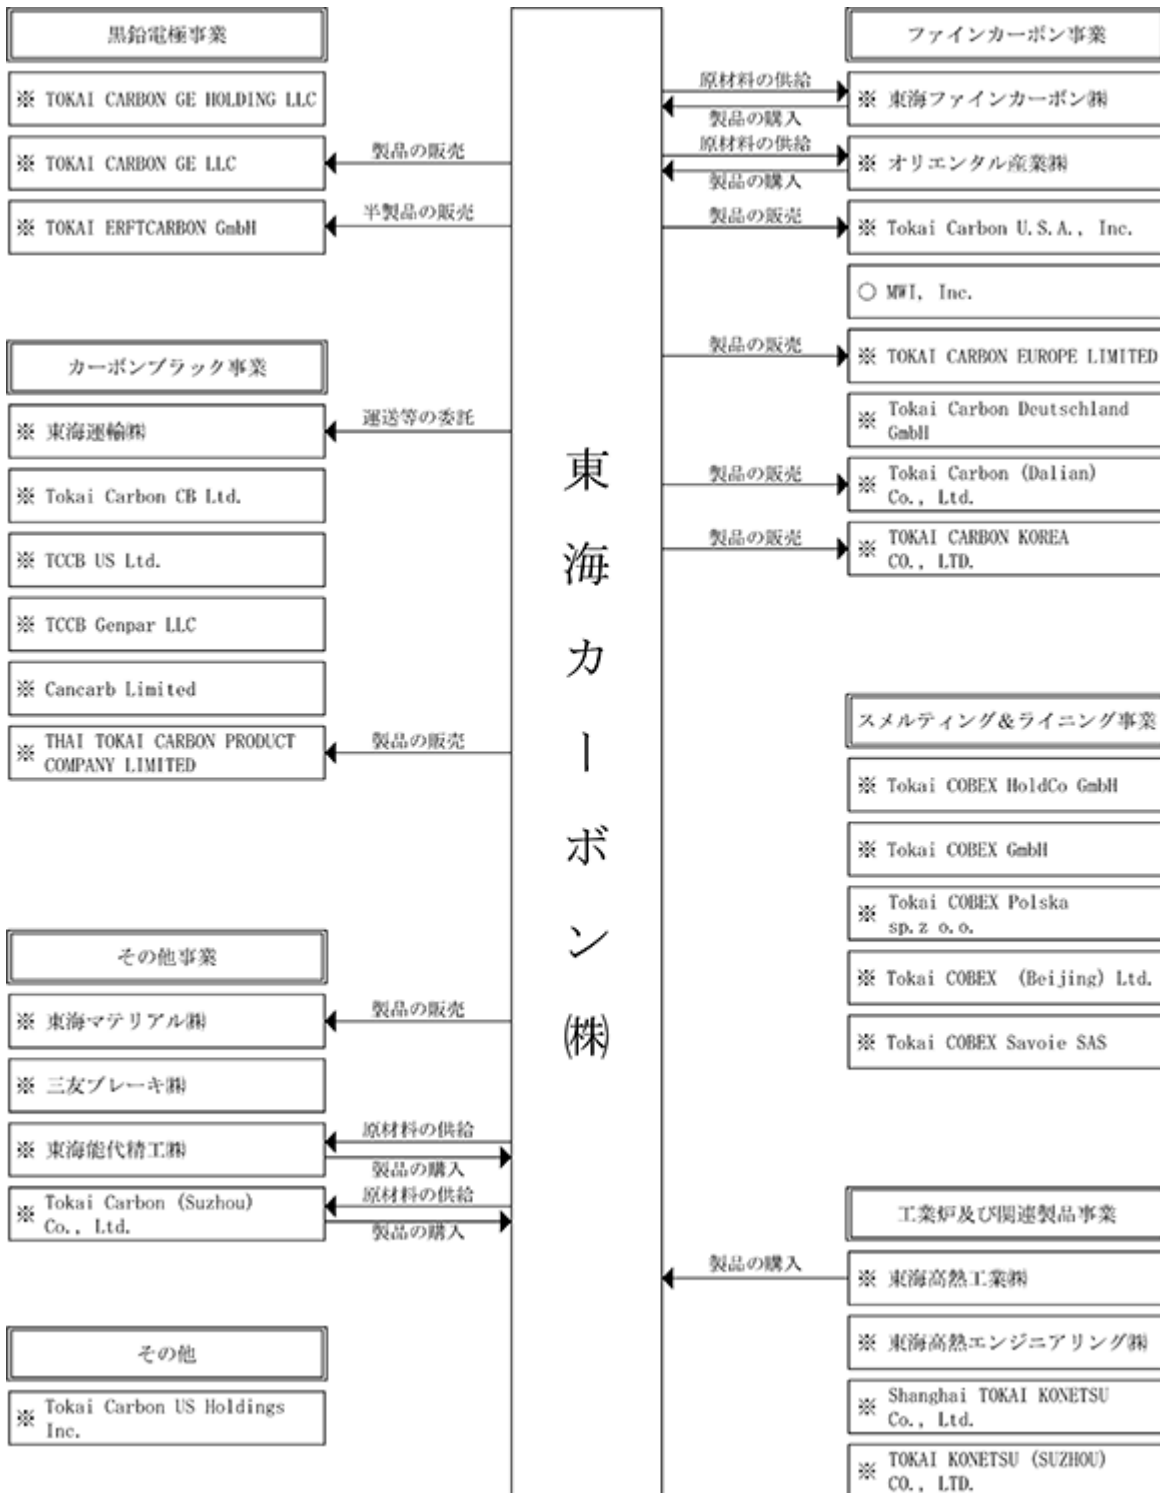 黒鉛電極事業
※ TOKAI CARBON GE HOLDING LLC
※ TOKAI CARBON GE LLC
製品の販売
※ TOKAI ERFTCARBON GmbH
半製品の販売
カーボンブラック事業
※ 東海運輸㈱
運送等の委託
※ Tokai Carbon CB Ltd.
※ TCCB US Ltd.
※ TCCB Genpar LLC
※ Cancarb Limited
※ THAI TOKAI CARBON PRODUCT
COMPANY LIMITED
製品の販売
その他事業
※ 東海マテリアル㈱
製品の販売
※ 三友ブレーキ㈱
※ 東海能代精工㈱
原材料の供給
製品の購入
※ Tokai Carbon (Suzhou)
Co., Ltd.
原材料の供給
製品の購入
その他
※ Tokai Carbon US Holdings
Inc.
東海カーボン㈱
ファインカーボン事業
原材料の供給
製品の購入
※ 東海ファインカーボン㈱
原材料の供給
製品の購入
※ オリエンタル産業㈱
製品の販売
※ Tokai Carbon U.S.A., Inc.
○ MWI, Inc.
製品の販売
※ TOKAI CARBON EUROPE LIMITED
※ Tokai Carbon Deutschland
GmbH
製品の販売
※ Tokai Carbon (Dalian)
Co., Ltd.
製品の販売
※ TOKAI CARBON KOREA
CO., LTD.
スメルティング&ライニング事業
※ Tokai COBEX HoldCo GmbH
※ Tokai COBEX GmbH
※ Tokai COBEX Polska
sp.z o.o.
※ Tokai COBEX (Beijing) Ltd.
※ Tokai COBEX Savoie SAS
工業炉及び関連製品事業
製品の購入
※ 東海高熱工業㈱
※ 東海高熱エンジニアリング㈱
※ Shanghai TOKAI KONETSU
Co., Ltd.
※ TOKAI KONETSU (SUZHOU)
CO., LTD.